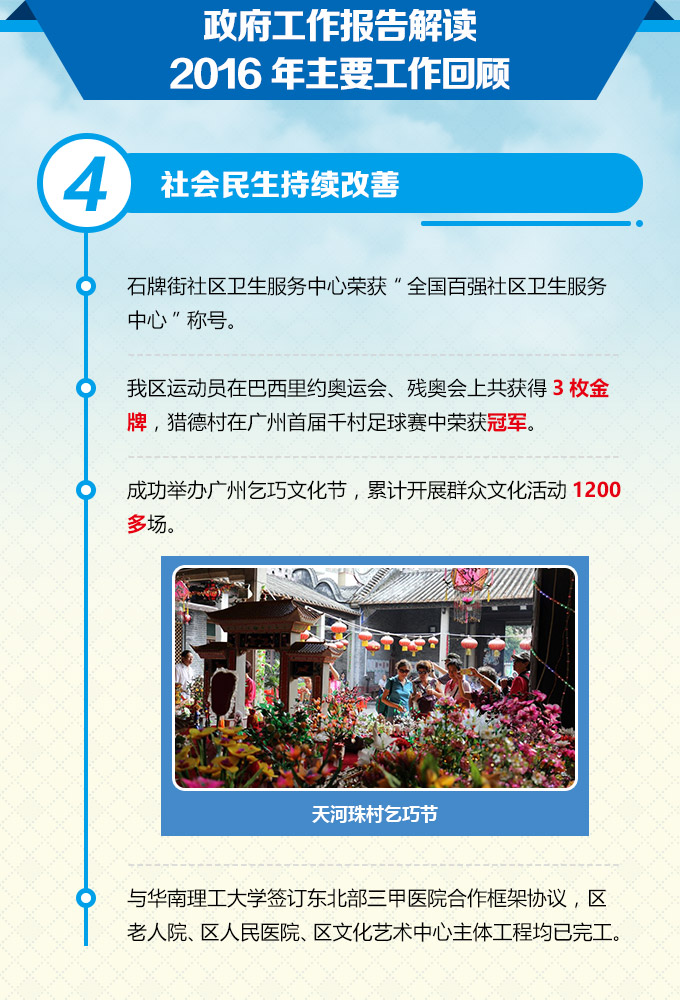 政府工作报告解读
2016 年主要工作回顾
4
社会民生持续改善
石牌街社区卫生服务中心荣获“ 全国百强社区卫生服务
中心 ” 称号。
我区运动员在巴西里约奥运会、残奥会上共获得 3 枚金
牌，猎德村在广州首届千村足球赛中荣获冠军。
成功举办广州乞巧文化节，累计开展群众文化活动 1200
多场。
天河珠村乞巧节
与华南理工大学签订东北部三甲医院合作框架协议，区
老人院、区人民医院、区文化艺术中心主体工程均已完工。